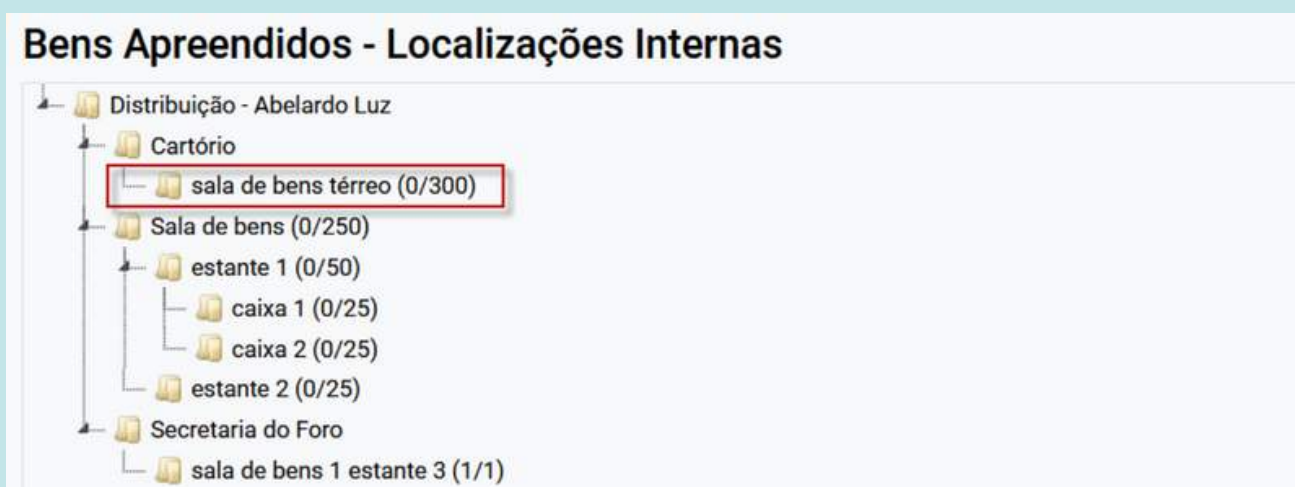 Bens Apreendidos - Localizações Internas
Distribuição - Abelardo Luz
Cartório
sala de bens térreo (0/300)
Sala de bens (0/250)
estante 1 (0/50)
caixa 1 (0/25)
caixa 2 (0/25)
estante 2 (0/25)
Secretaria do Foro
sala de bens 1 estante 3 (1/1)